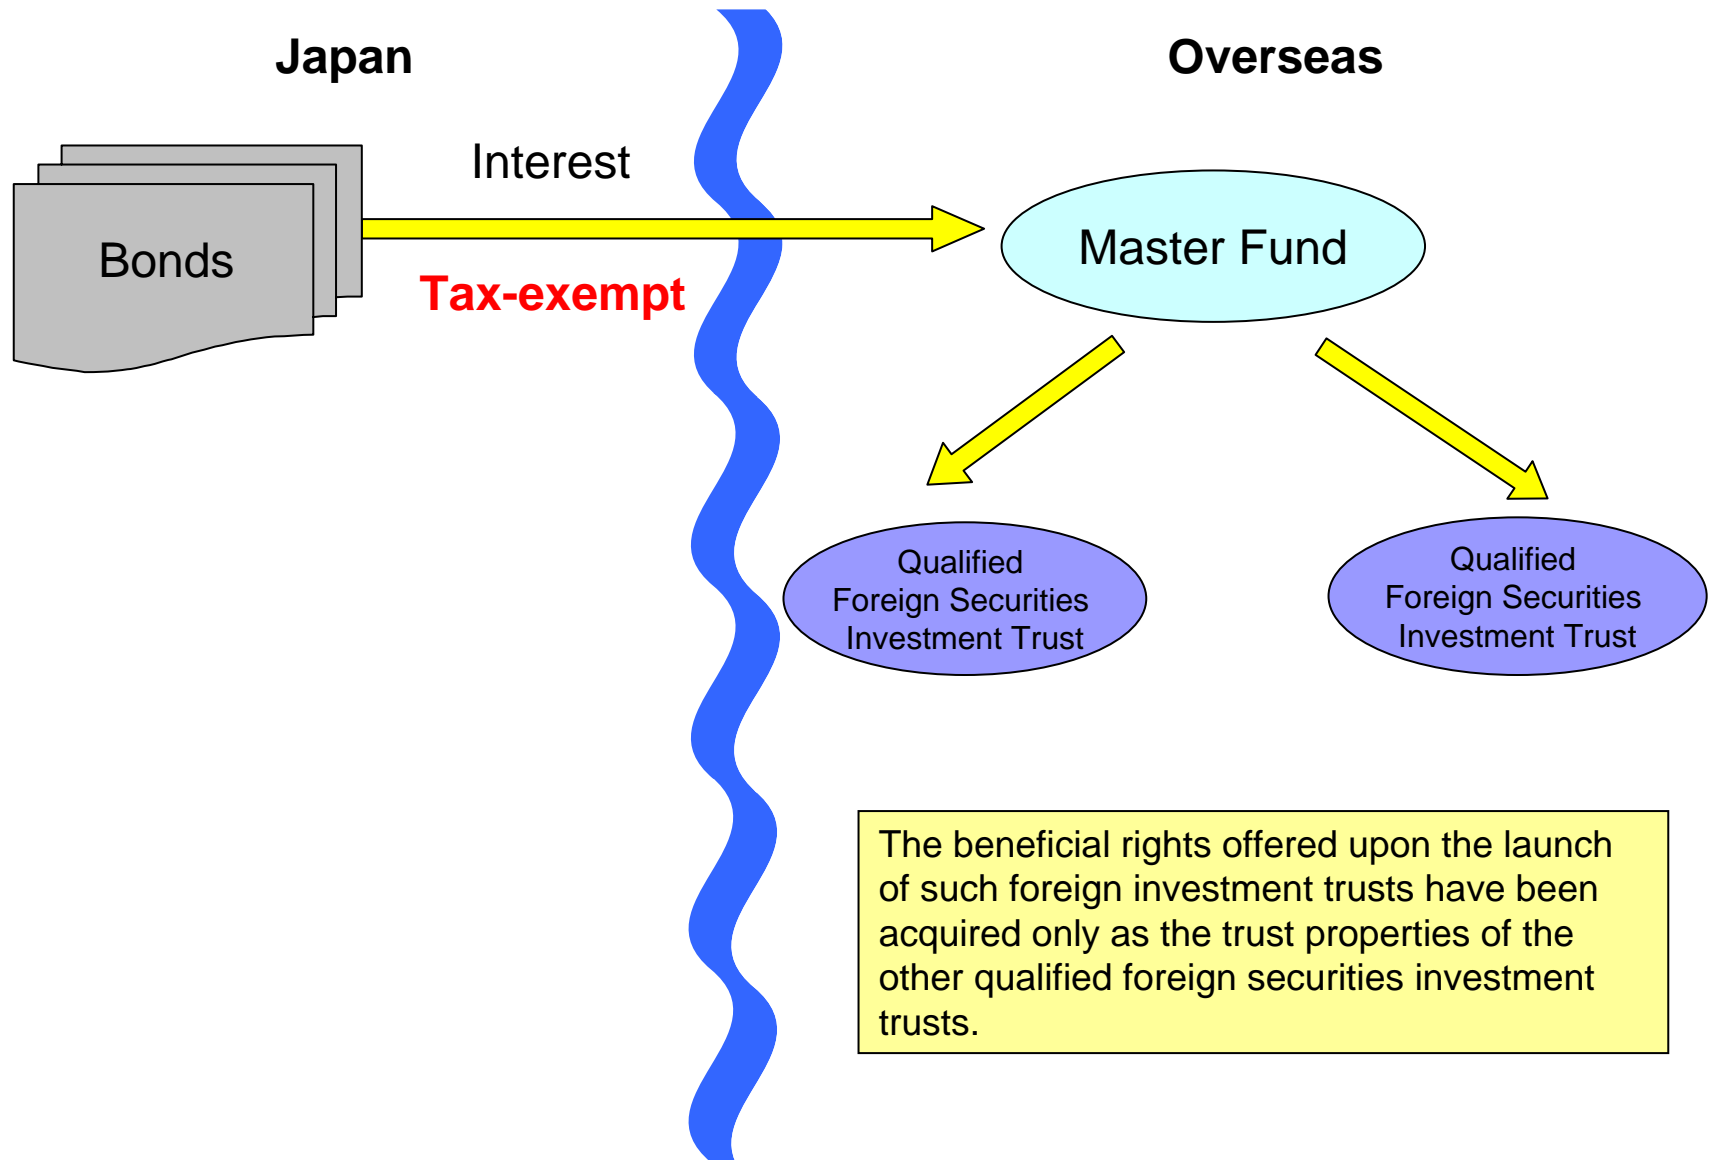 Japan
Overseas
Interest
Bonds
Tax-exempt
Master Fund
Qualified
Foreign Securities
Investment Trust
Qualified
Foreign Securities
Investment Trust
The beneficial rights offered upon the launch
of such foreign investment trusts have been
acquired only as the trust properties of the
other qualified foreign securities investment
trusts.